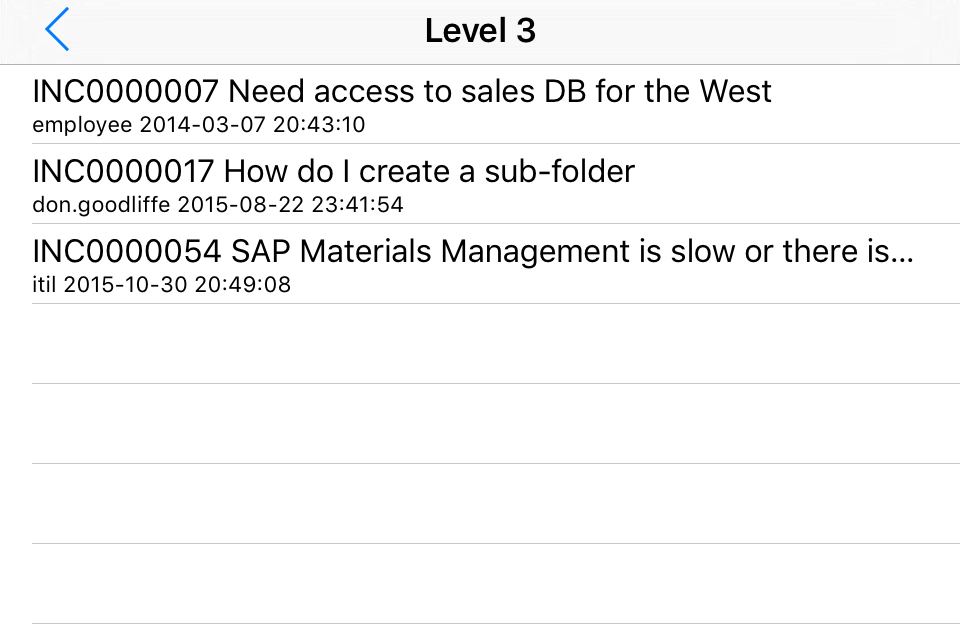 Level 3
INC0000007 Need access to sales DB for the West
employee 2014-03-07 20:43:10
INC0000017 How do I create a sub-folder
don.goodliffe 2015-08-22 23:41:54
INC0000054 SAP Materials Management is slow or there is...
itil 2015-10-30 20:49:08